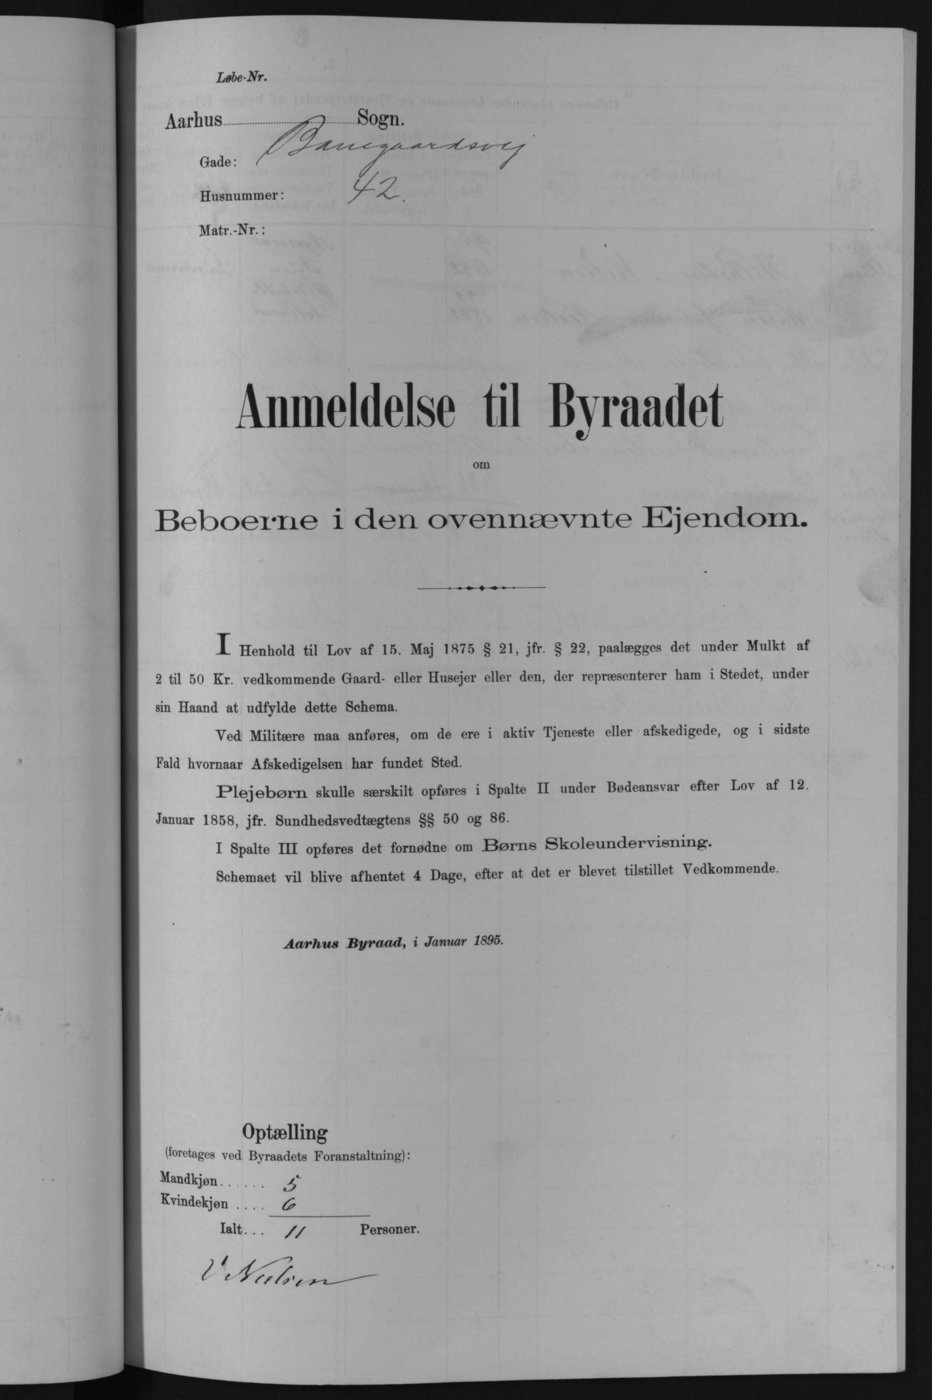 Løbe-Nr.
Aarhus Sogn.
Gade: Banegaardsvej
Husnummer: 42.
Matr.-Nr.:
Anmeldelse til Byraadet
om
Beboerne i den ovennævnte Ejendom.
I Henhold til Lov af 15. Maj 1875 § 21, jfr. § 22, paalægges det under Mulkt af
2 til 50 Kr. vedkommende Gaard- eller Husejer eller den, der repræsenterer ham i Stedet, under
sin Haand at udfylde dette Schema.
Ved Militære maa anføres, om de ere i aktiv Tjeneste eller afskedigede, og i sidste
Fald hvornaar Afskedigelsen har fundet Sted.
Plejebørn skulle særskilt opføres i Spalte II under Bødeansvar efter Lov af 12.
Januar 1858, jfr. Sundhedsvedtægtens §§ 50 og 86.
I Spalte III opføres det fornødne om Børns Skoleundervisning.
Schemaet vil blive afhentet 4 Dage, efter at det er blevet tilstillet Vedkommende.
Aarhus Byraad, i Januar 1895.
Optælling
(foretages ved Byraadets Foranstaltning):
Mandkjøn...... 5
Kvindekjøn .... 6
Ialt... 11 Personer.
V Nielsen